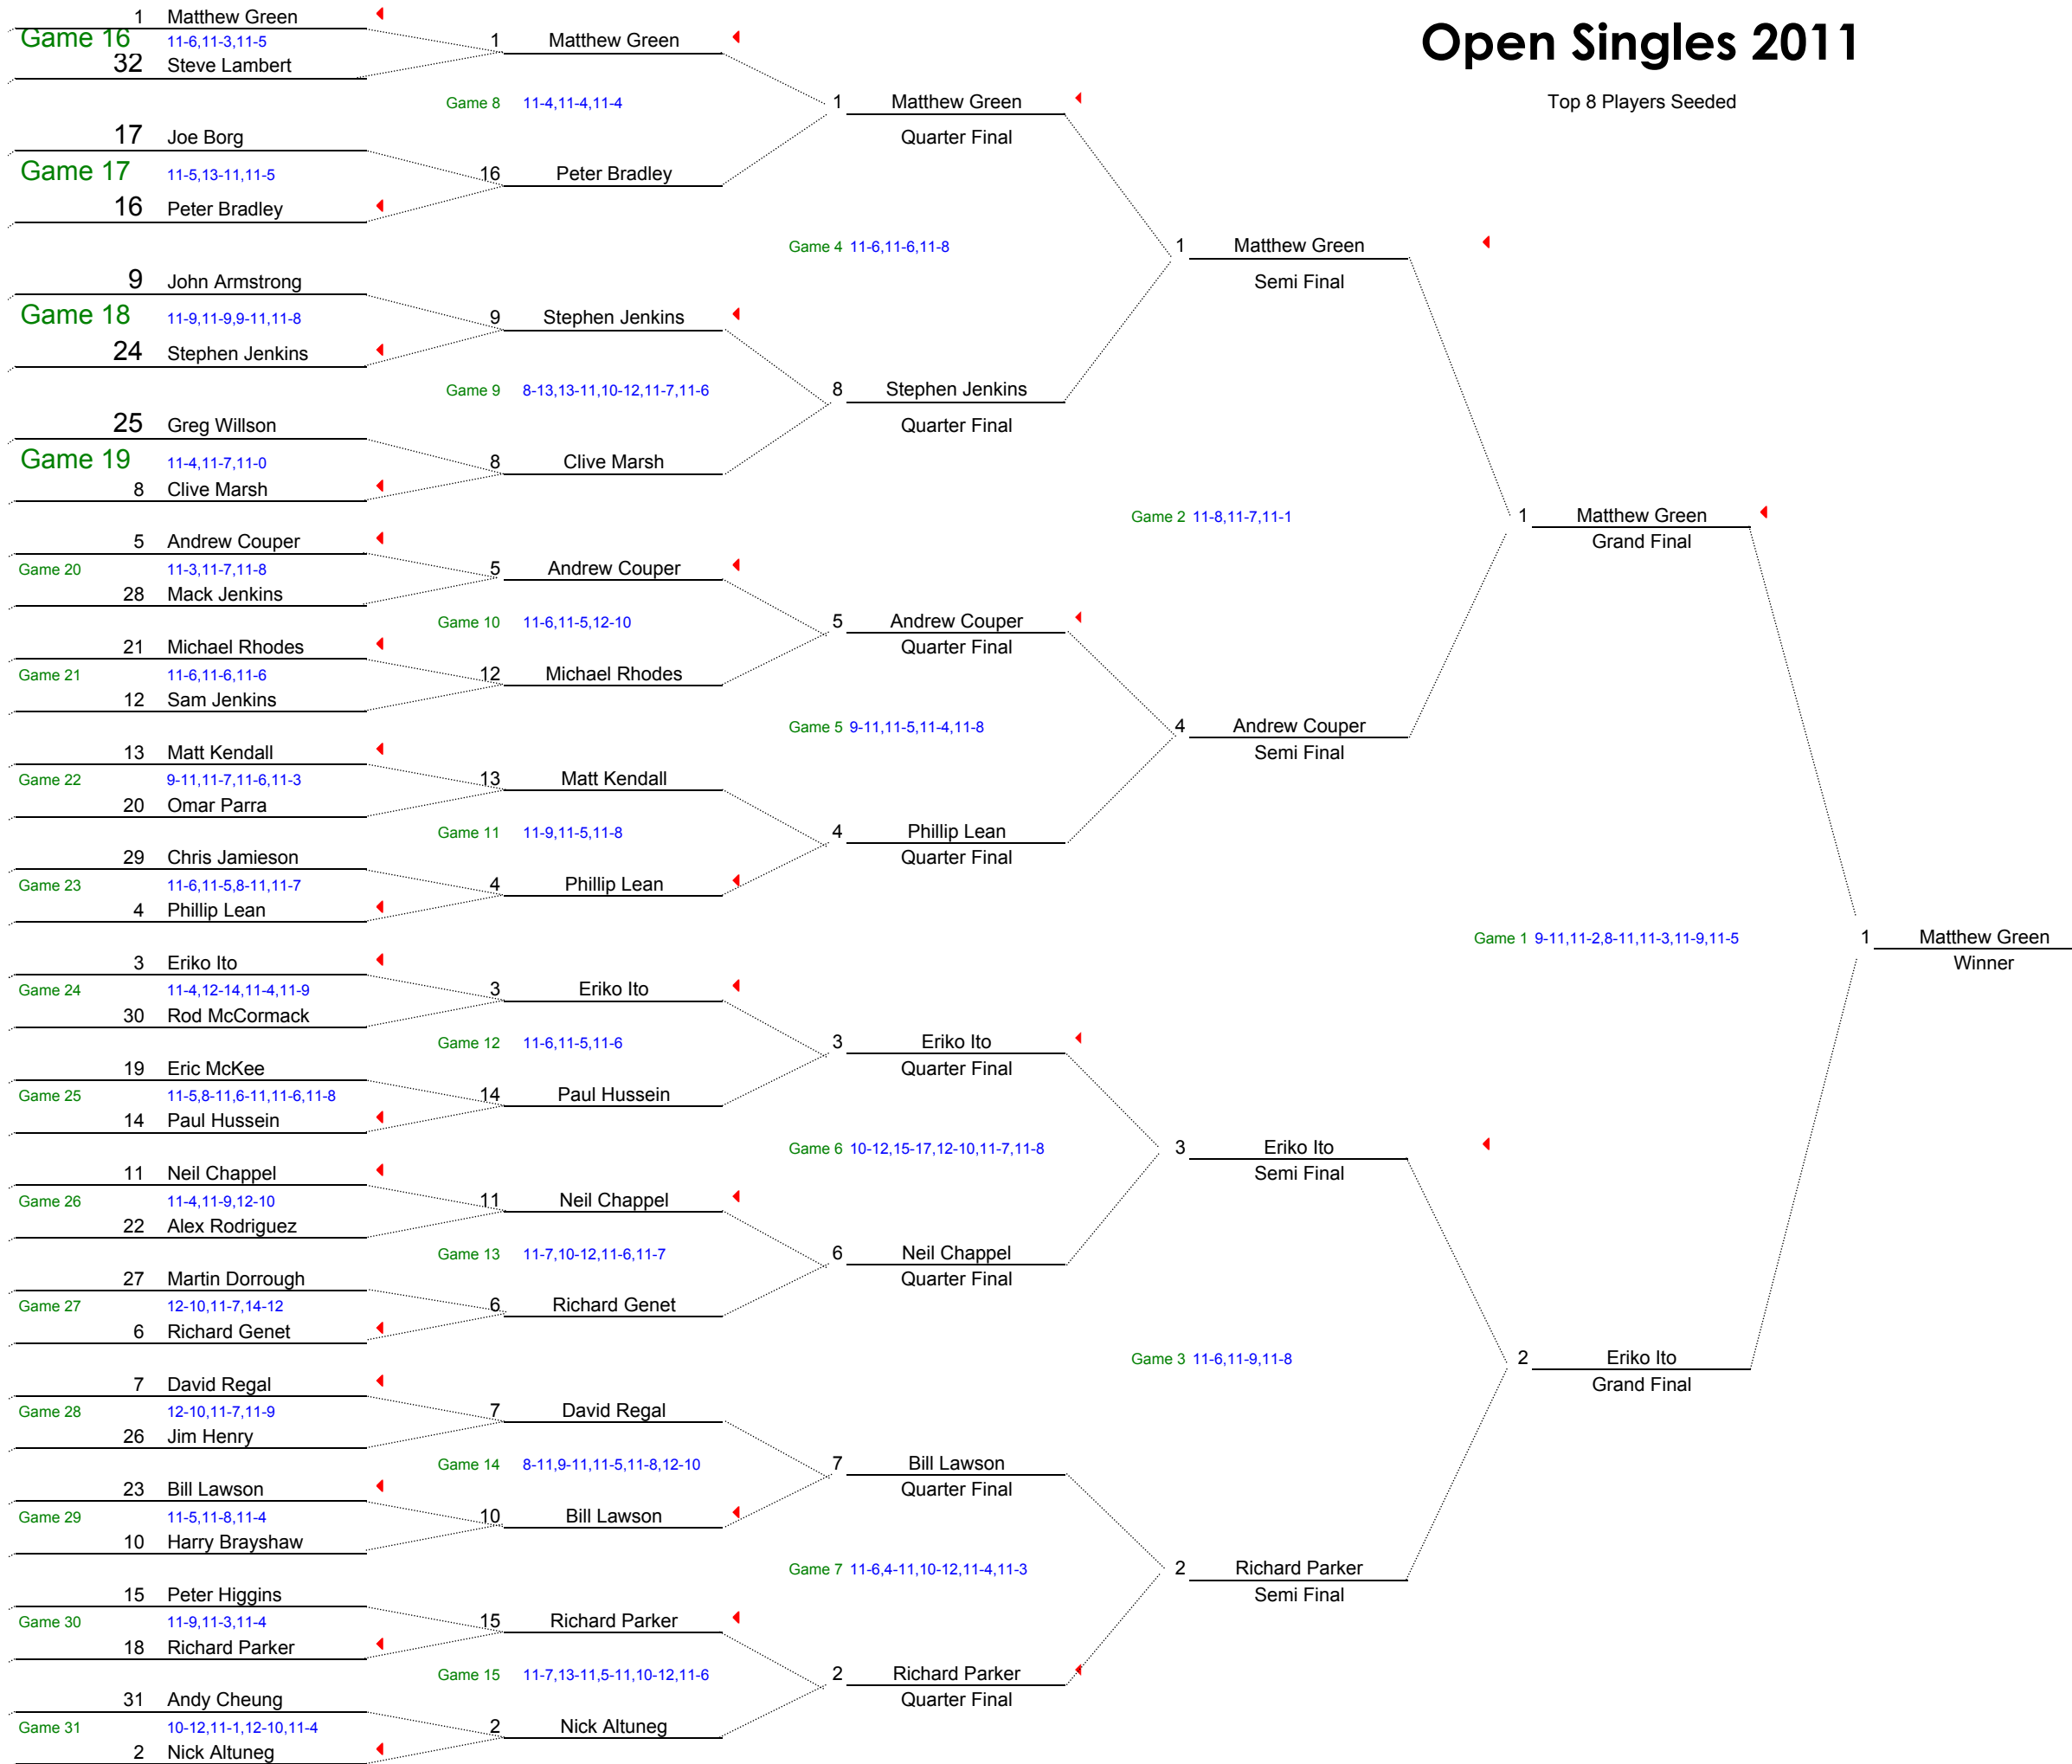 Open Singles 2011
Top 8 Players Seeded
1 Matthew Green
Game 16 11-6,11-3,11-5
32 Steve Lambert
17 Joe Borg
Game 17 11-5,13-11,11-5
16 Peter Bradley
9 John Armstrong
Game 18 11-9,11-9,9-11,11-8
24 Stephen Jenkins
25 Greg Willson
Game 19 11-4,11-7,11-0
8 Clive Marsh
5 Andrew Couper
Game 20 11-3,11-7,11-8
28 Mack Jenkins
21 Michael Rhodes
Game 21 11-6,11-6,11-6
12 Sam Jenkins
13 Matt Kendall
Game 22 9-11,11-7,11-6,11-3
20 Omar Parra
29 Chris Jamieson
Game 23 11-6,11-5,8-11,11-7
4 Phillip Lean
3 Eriko Ito
Game 24 11-4,12-14,11-4,11-9
30 Rod McCormack
19 Eric McKee
Game 25 11-5,8-11,6-11,11-6,11-8
14 Paul Hussein
11 Neil Chappel
Game 26 11-4,11-9,12-10
22 Alex Rodriguez
27 Martin Dorrough
Game 27 12-10,11-7,14-12
6 Richard Genet
7 David Regal
Game 28 12-10,11-7,11-9
26 Jim Henry
23 Bill Lawson
Game 29 11-5,11-8,11-4
10 Harry Brayshaw
15 Peter Higgins
Game 30 11-9,11-3,11-4
18 Richard Parker
31 Andy Cheung
Game 31 10-12,11-1,12-10,11-4
2 Nick Altuneg
1 Matthew Green
Game 8 11-4,11-4,11-4
16 Peter Bradley
9 Stephen Jenkins
Game 9 8-13,13-11,10-12,11-7,11-6
8 Clive Marsh
5 Andrew Couper
Game 10 11-6,11-5,12-10
12 Michael Rhodes
13 Matt Kendall
Game 11 11-9,11-5,11-8
4 Phillip Lean
3 Eriko Ito
Game 12 11-6,11-5,11-6
14 Paul Hussein
11 Neil Chappel
Game 13 11-7,10-12,11-6,11-7
6 Richard Genet
7 David Regal
Game 14 8-11,9-11,11-5,11-8,12-10
10 Bill Lawson
15 Richard Parker
Game 15 11-7,13-11,5-11,10-12,11-6
2 Nick Altuneg
1 Matthew Green
Quarter Final
Game 4 11-6,11-6,11-8
8 Stephen Jenkins
Quarter Final
5 Andrew Couper
Quarter Final
Game 5 9-11,11-5,11-4,11-8
4 Phillip Lean
Quarter Final
3 Eriko Ito
Quarter Final
Game 6 10-12,15-17,12-10,11-7,11-8
6 Neil Chappel
Quarter Final
7 Bill Lawson
Quarter Final
Game 7 11-6,4-11,10-12,11-4,11-3
2 Richard Parker
Quarter Final
1 Matthew Green
Semi Final
Game 2 11-8,11-7,11-1
4 Andrew Couper
Semi Final
3 Eriko Ito
Semi Final
Game 3 11-6,11-9,11-8
2 Richard Parker
Semi Final
1 Matthew Green
Grand Final
Game 1 9-11,11-2,8-11,11-3,11-9,11-5
2 Eriko Ito
Grand Final
1 Matthew Green
Winner